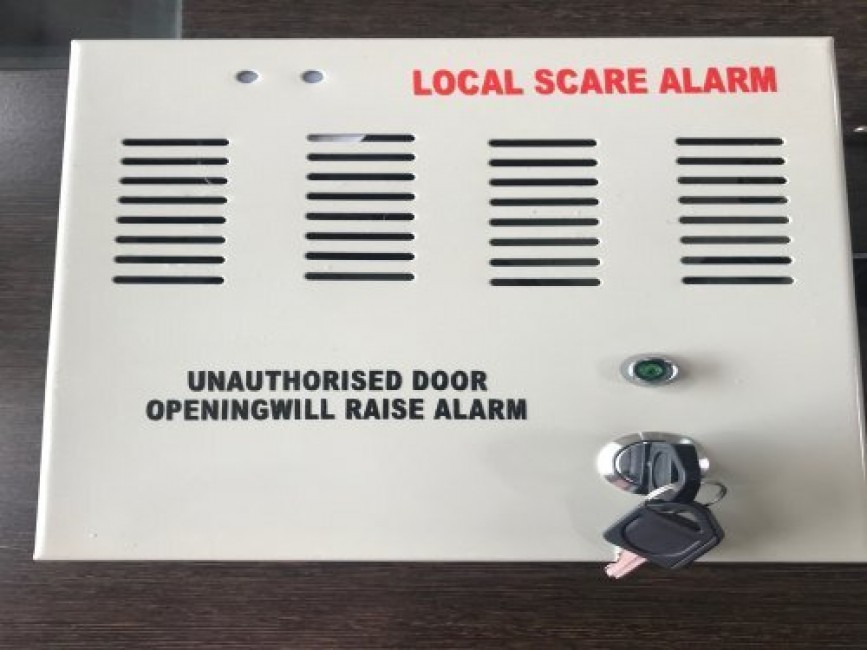 LOCAL SCARE ALARM
UNAUTHORISED DOOR
OPENINGWILL RAISE ALARM